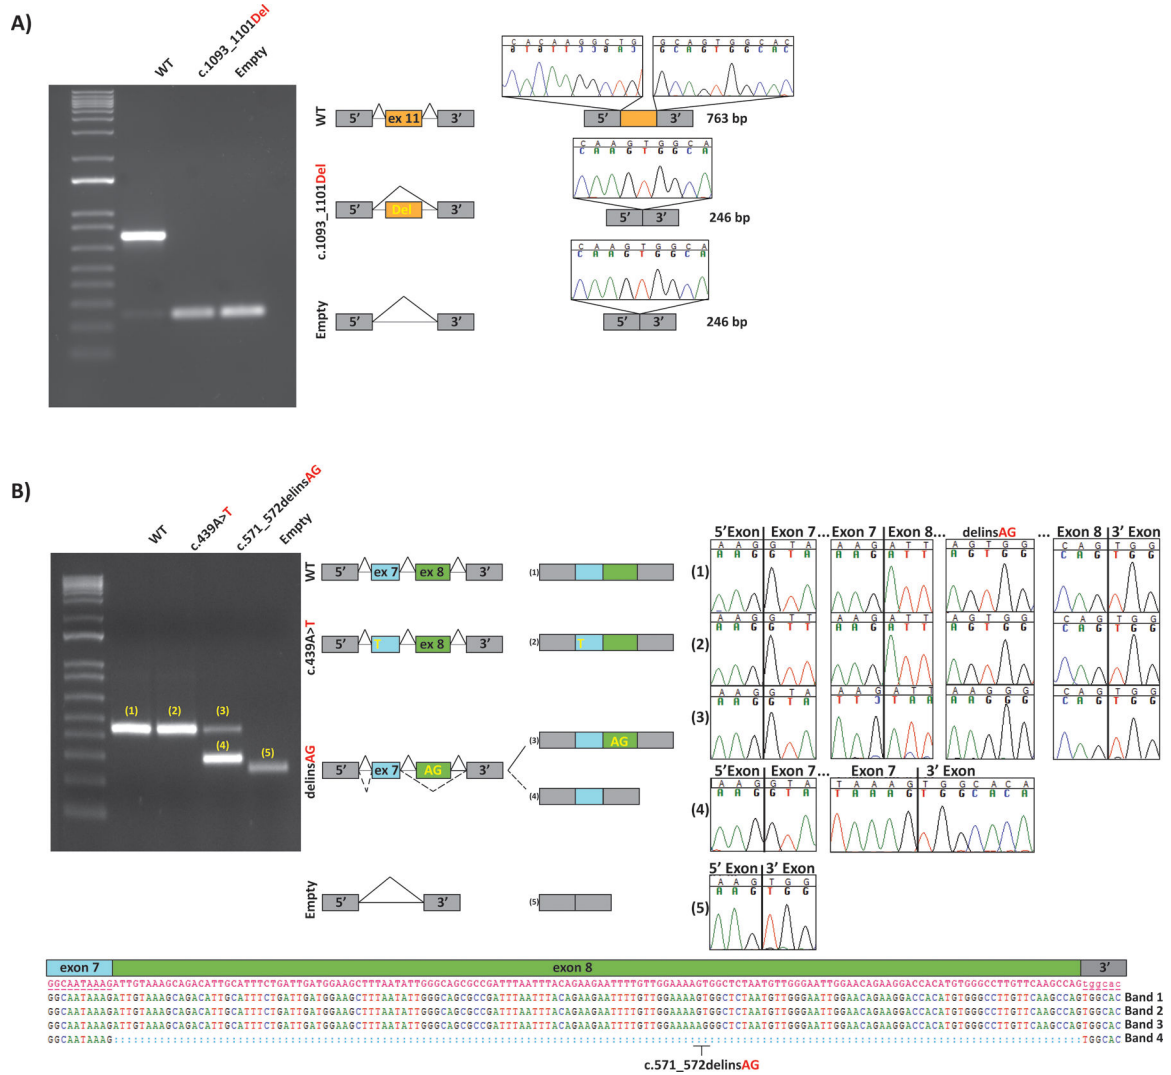 A)
WT
c.1093_1101Del
Empty
WT
5’ ex 11 3’
C A C A A G G C T G
G C A G T G G C A C
G C A G T G G C A C
5’ 3’ 763 bp
c.1093_1101Del
5’ Del 3’
C A A G T G G C A
C A A G T G G C A
5’ 3’ 246 bp
Empty
5’ 3’
C A A G T G G C A
C A A G T G G C A
5’ 3’ 246 bp
B)
WT
c.439A>T
c.571_572delinsAG
Empty
(1) (2) (3)
(4) (5)
WT
5’ ex 7 ex 8 3’
(1)
c.439A>T
5’ T ex 8 3’
(2) T
delinsAG
5’ ex 7 AG 3’
(3) AG
(4)
Empty
5’ 3’
(5)
5’Exon Exon 7... Exon 7 Exon 8... delinsAG ... Exon 8 3’ Exon
(1)
A A G G T A A A G A T T A G T G G C A G T G G
A A G G T A A A G A T T A G T G G C A G T G G
(2)
A A G G T T A A G A T T A G T G G C A G T G G
A A G G T T A A G A T T A G T G G C A G T G G
(3)
A A G G T A A A G A T T A A G G G C A G T G G
5’Exon Exon 7... Exon 7 3’ Exon
(4)
A A G G T A T A A A G T G G C A C A
A A G G T A T A A A G T G G C A C A
5’ Exon 3’ Exon
(5)
A A G T G G
A A G T G G
exon 7 exon 8 3’
GGCAATAAAGATTGTAAAGCAGACATTGCATTTCTGATTGATGGAAGCTTTAATATTGGGCAGCGCCGATTTAATTTACAGAAGAATTTTGTTGGAAAAGTGGCTCTAATGTTGGGAATTGGAACAGAAGGACCACATGTGGGCCTTGTTCAAGCCAGtggcac
GGCAATAAAGATTGTAAAGCAGACATTGCATTTCTGATTGATGGAAGCTTTAATATTGGGCAGCGCCGATTTAATTTACAGAAGAATTTTGTTGGAAAAGTGGCTCTAATGTTGGGAATTGGAACAGAAGGACCACATGTGGGCCTTGTTCAAGCCAGTGGCAC Band 1
GGCAATAAAGATTGTAAAGCAGACATTGCATTTCTGATTGATGGAAGCTTTAATATTGGGCAGCGCCGATTTAATTTACAGAAGAATTTTGTTGGAAAAGTGGCTCTAATGTTGGGAATTGGAACAGAAGGACCACATGTGGGCCTTGTTCAAGCCAGTGGCAC Band 2
GGCAATAAAGATTGTAAAGCAGACATTGCATTTCTGATTGATGGAAGCTTTAATATTGGGCAGCGCCGATTTAATTTACAGAAGAATTTTGTTGGAAAAAGGGCTCTAATGTTGGGAATTGGAACAGAAGGACCACATGTGGGCCTTGTTCAAGCCAGTGGCAC Band 3
GGCAATAAAG TGGCAC Band 4
c.571_572delinsAG